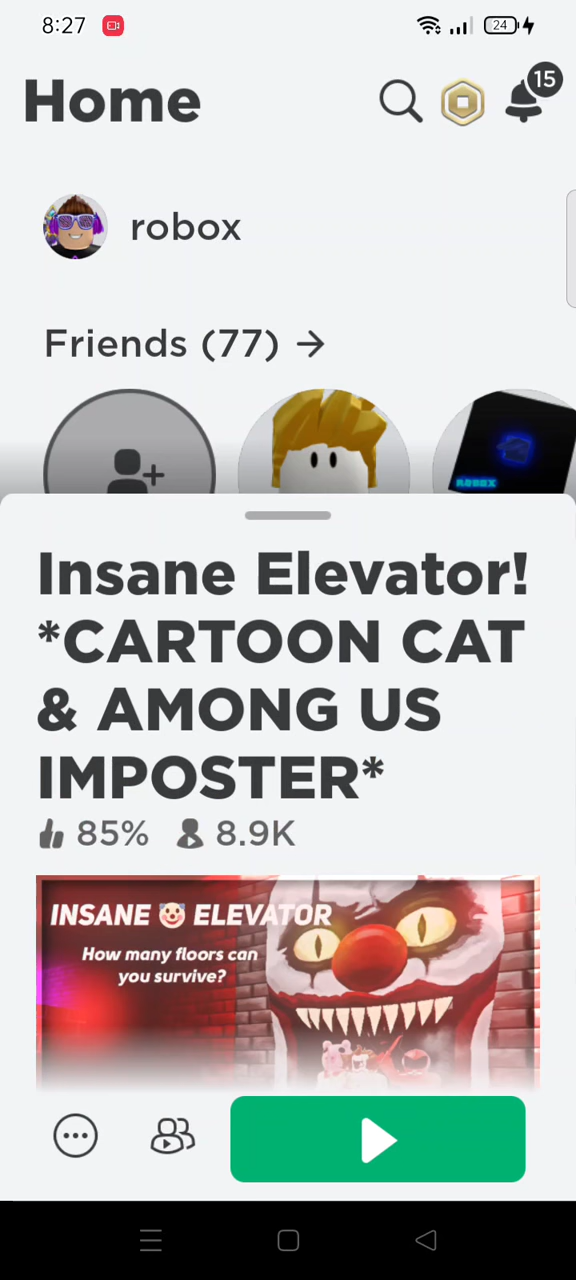 8:27
24
Home
15
robox
Friends (77) →
ROBOX
Insane Elevator!
*CARTOON CAT
& AMONG US
IMPOSTER*
85% 8.9K
INSANE 🤡 ELEVATOR
How many floors can
you survive?